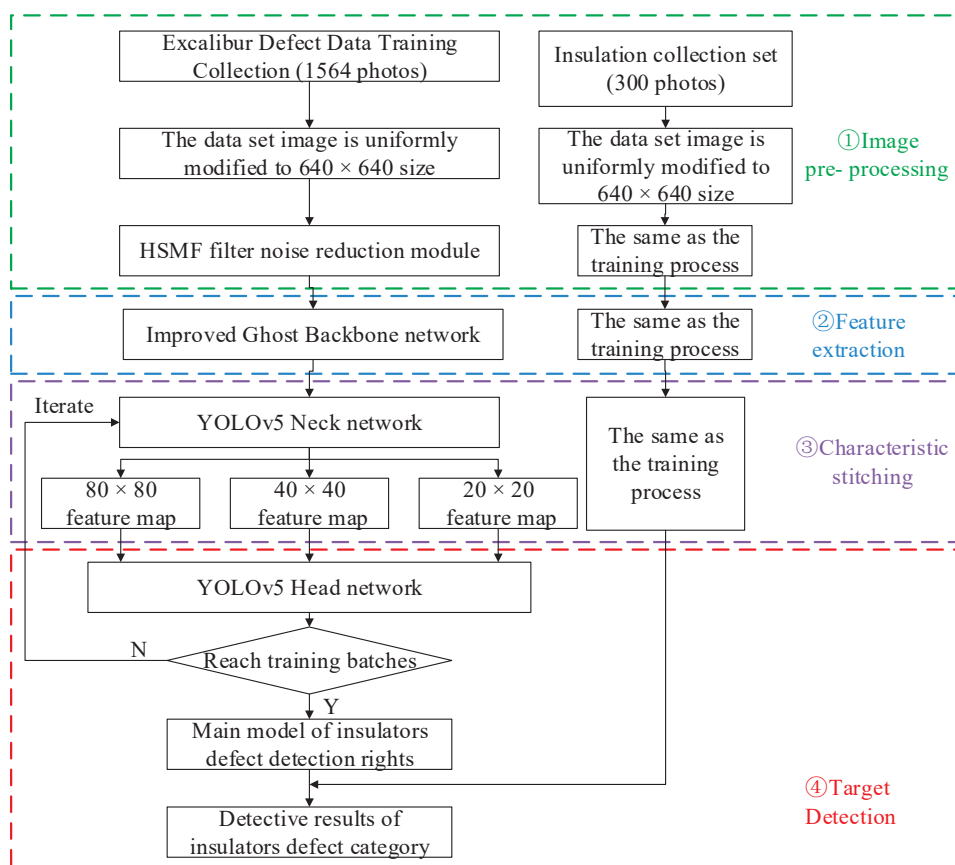 Excalibur Defect Data Training
Collection (1564 photos)
Insulation collection set
(300 photos)
The data set image is uniformly
modified to 640 × 640 size
The data set image is
uniformly modified to
640 × 640 size
①Image
pre- processing
HSMF filter noise reduction module
The same as the
training process
Improved Ghost Backbone network
The same as the
training process
②Feature
extraction
Iterate
YOLOv5 Neck network
The same as
the training
process
③Characteristic
stitching
80 × 80
feature map
40 × 40
feature map
20 × 20
feature map
YOLOv5 Head network
N
Reach training batches
Y
Main model of insulators
defect detection rights
Detective results of
insulators defect category
④Target
Detection